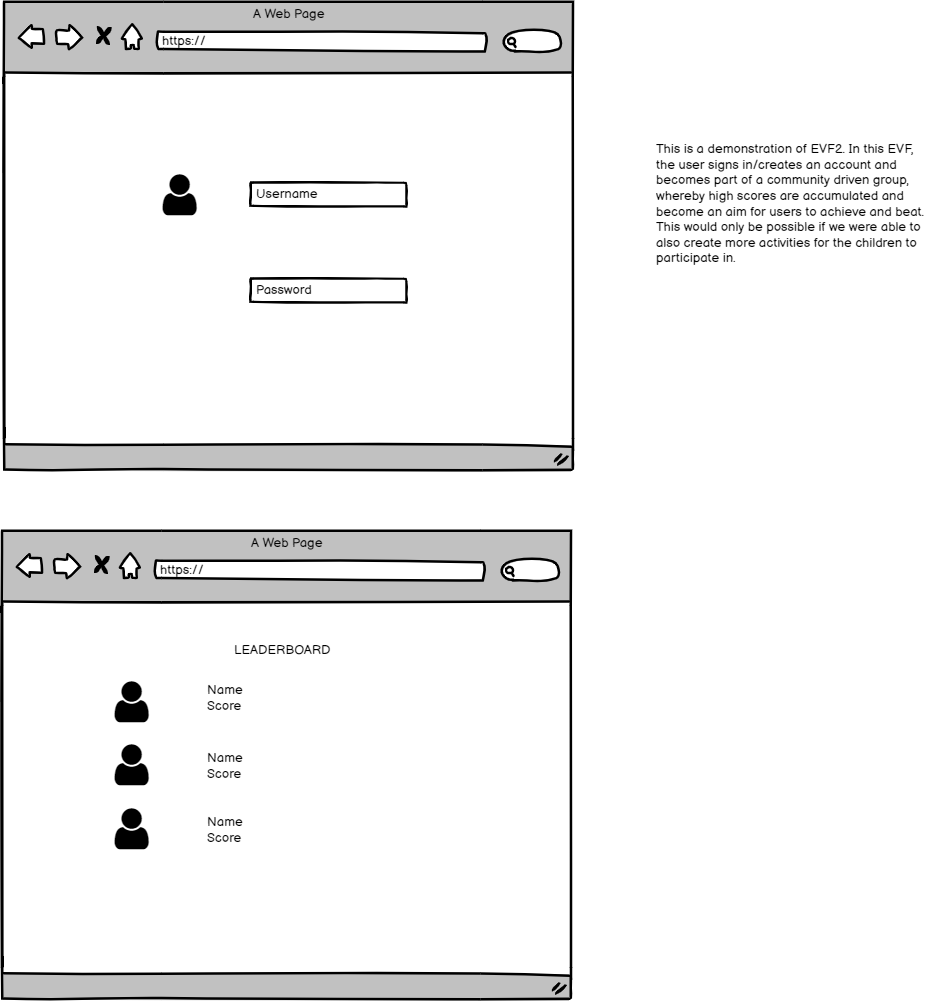 A Web Page
https://
Username
Password
This is a demonstration of EVF2. In this EVF,
the user signs in/creates an account and
becomes part of a community driven group,
whereby high scores are accumulated and
become an aim for users to achieve and beat.
This would only be possible if we were able to
also create more activities for the children to
participate in.
A Web Page
https://
LEADERBOARD
Name
Score
Name
Score
Name
Score